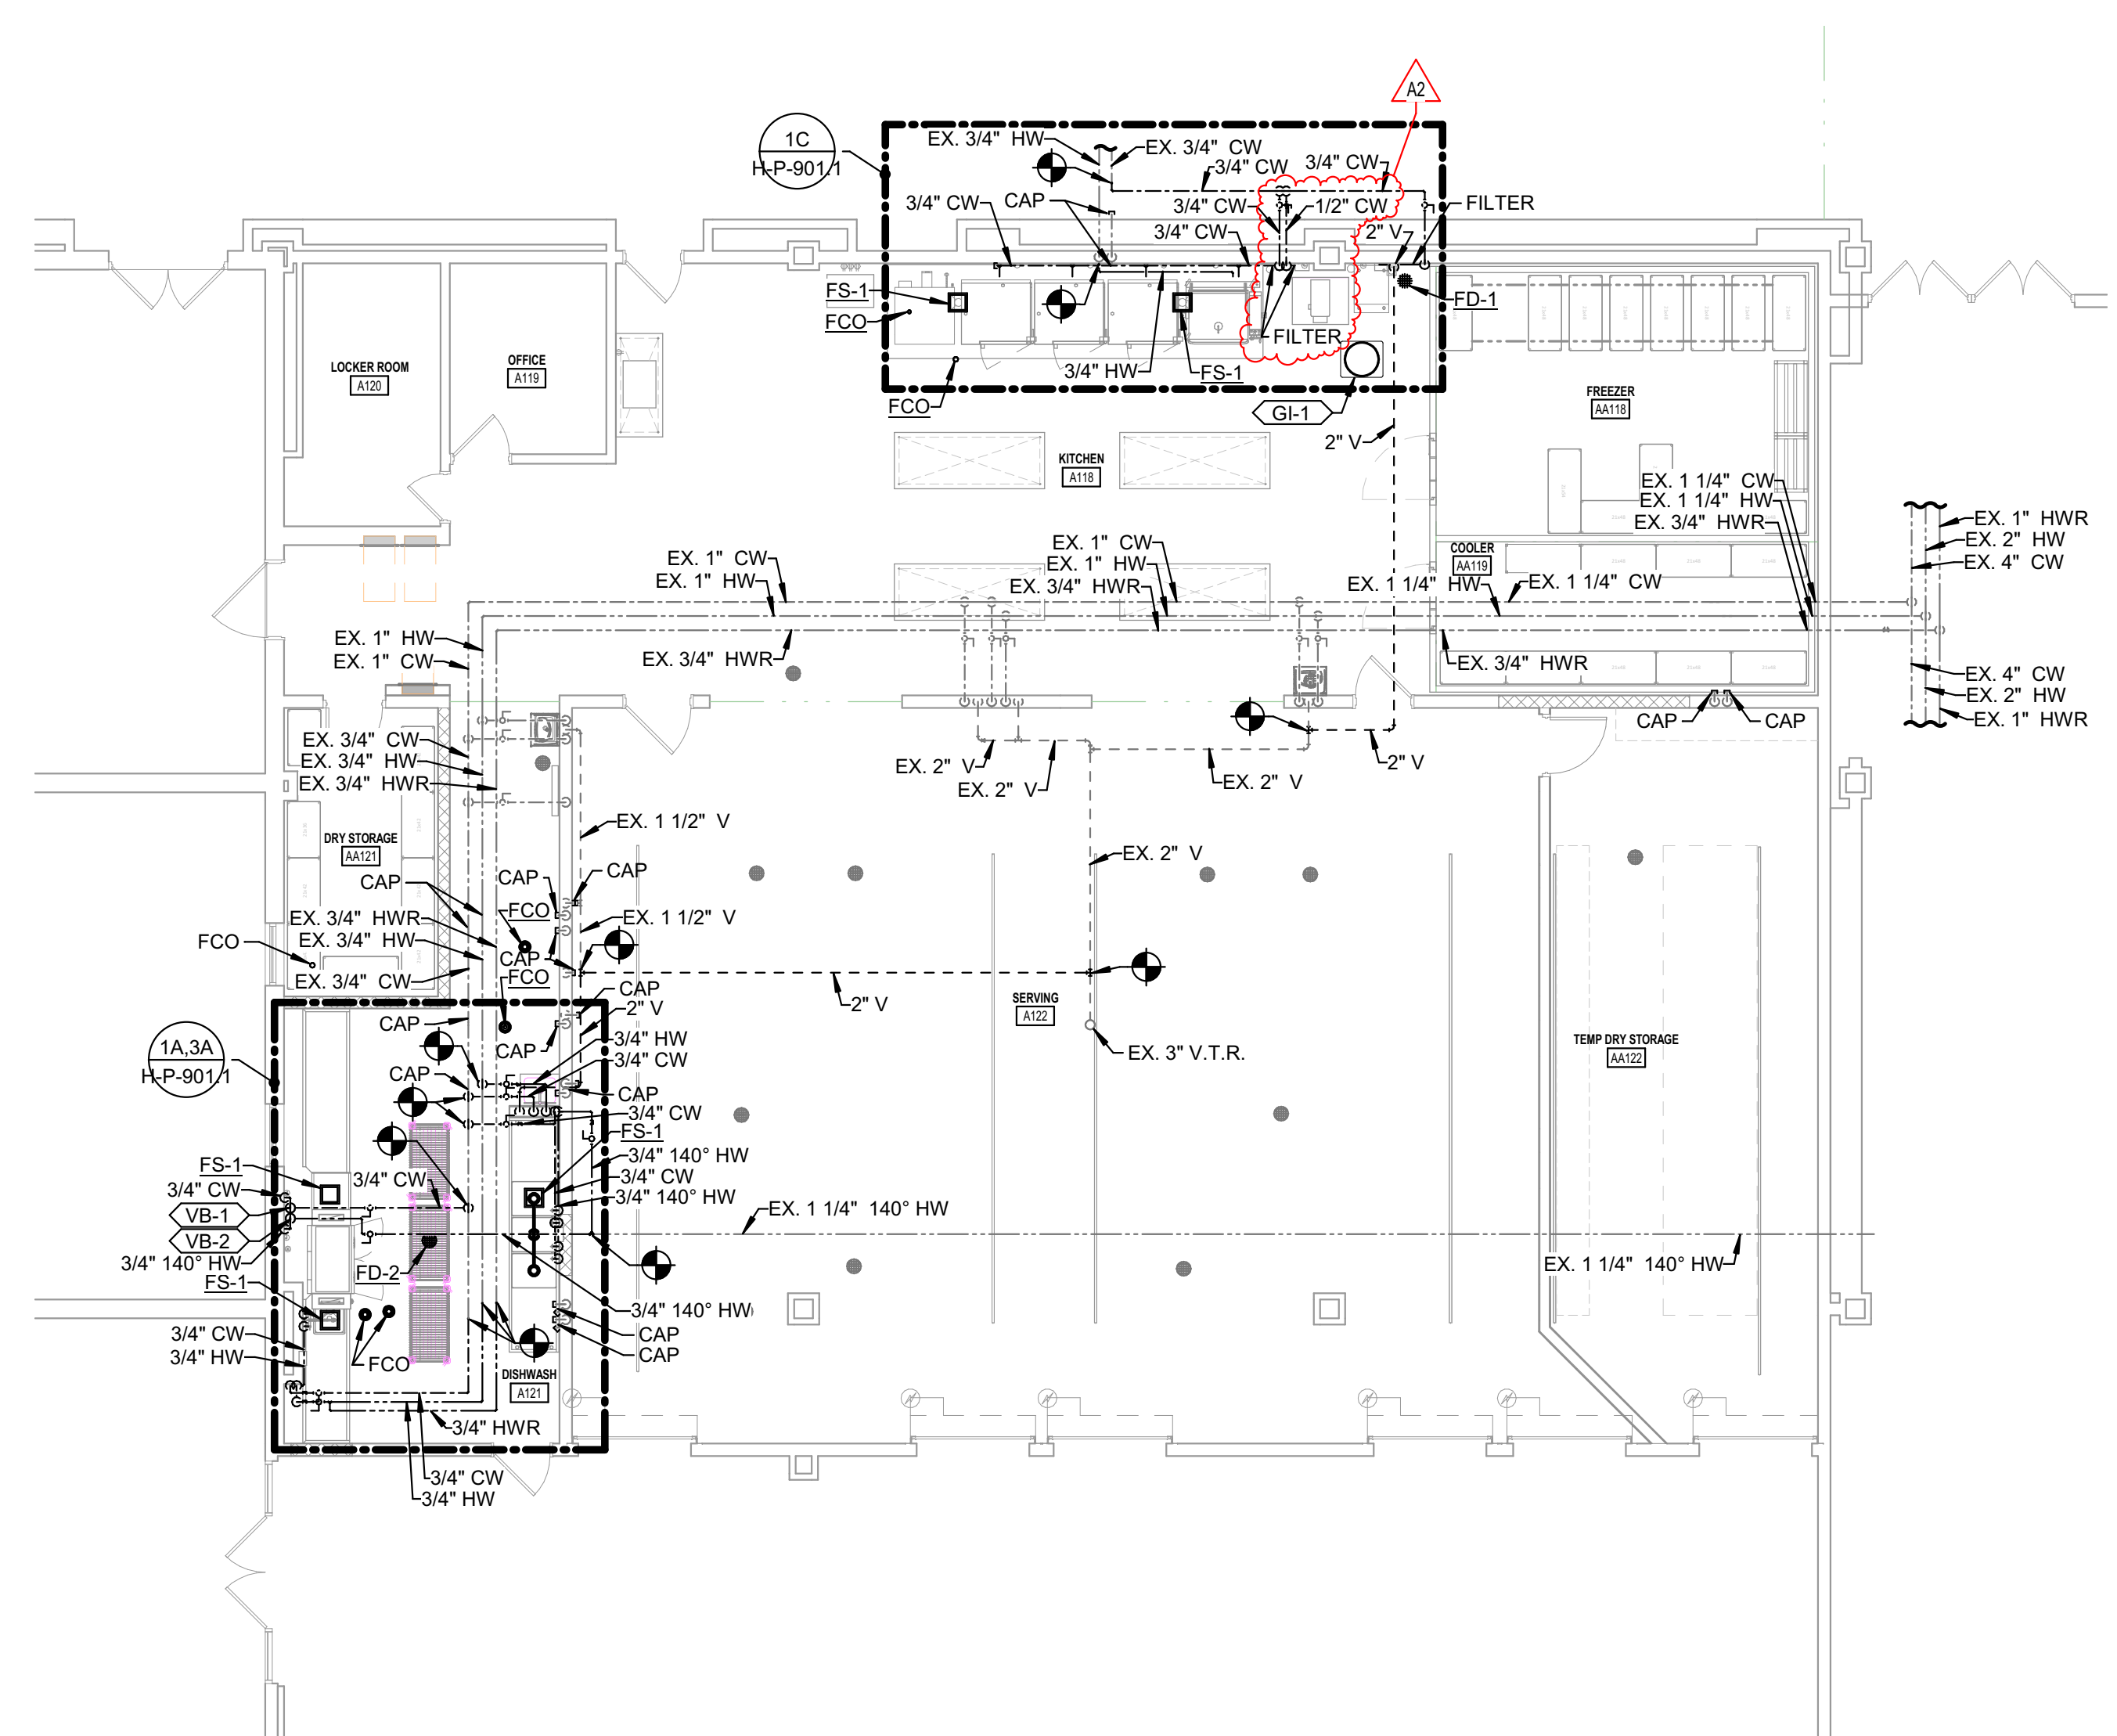 A2
1C
H-P-901.1
EX. 3/4" HW
EX. 3/4" CW
3/4" CW
3/4" CW
3/4" CW
CAP
3/4" CW
1/2" CW
FILTER
3/4" CW
2" V
FS-1
FCO
FD-1
FILTER
3/4" HW
FS-1
FCO
GI-1
2" V
LOCKER ROOM
A120
OFFICE
A119
KITCHEN
A118
FREEZER
AA118
EX. 1 1/4" CW
EX. 1 1/4" HW
EX. 3/4" HWR
EX. 1" HWR
EX. 2" HW
EX. 4" CW
COOLER
AA119
EX. 1" CW
EX. 1" HW
EX. 1" CW
EX. 1" HW
EX. 3/4" HWR
EX. 1 1/4" HW
EX. 1 1/4" CW
EX. 1" HW
EX. 1" CW
EX. 3/4" HWR
EX. 3/4" HWR
EX. 4" CW
EX. 2" HW
EX. 1" HWR
CAP
CAP
EX. 3/4" CW
EX. 3/4" HW
EX. 3/4" HWR
EX. 2" V
EX. 2" V
EX. 2" V
2" V
EX. 1 1/2" V
DRY STORAGE
AA121
EX. 2" V
CAP
CAP
CAP
FCO
EX. 3/4" HWR
EX. 1 1/2" V
EX. 3/4" HW
FCO
CAP
FCO
EX. 3/4" CW
CAP
2" V
2" V
SERVING
A122
CAP
3/4" HW
CAP
3/4" CW
EX. 3" V.T.R.
TEMP DRY STORAGE
AA122
1A,3A
H-P-901.1
CAP
CAP
3/4" CW
FS-1
3/4" 140° HW
FS-1
3/4" CW
3/4" CW
3/4" CW
3/4" 140° HW
VB-1
VB-2
EX. 1 1/4" 140° HW
3/4" 140° HW
FD-2
EX. 1 1/4" 140° HW
FS-1
3/4" 140° HW
3/4" CW
CAP
3/4" HW
FCO
CAP
DISHWASH
A121
3/4" HWR
3/4" CW
3/4" HW